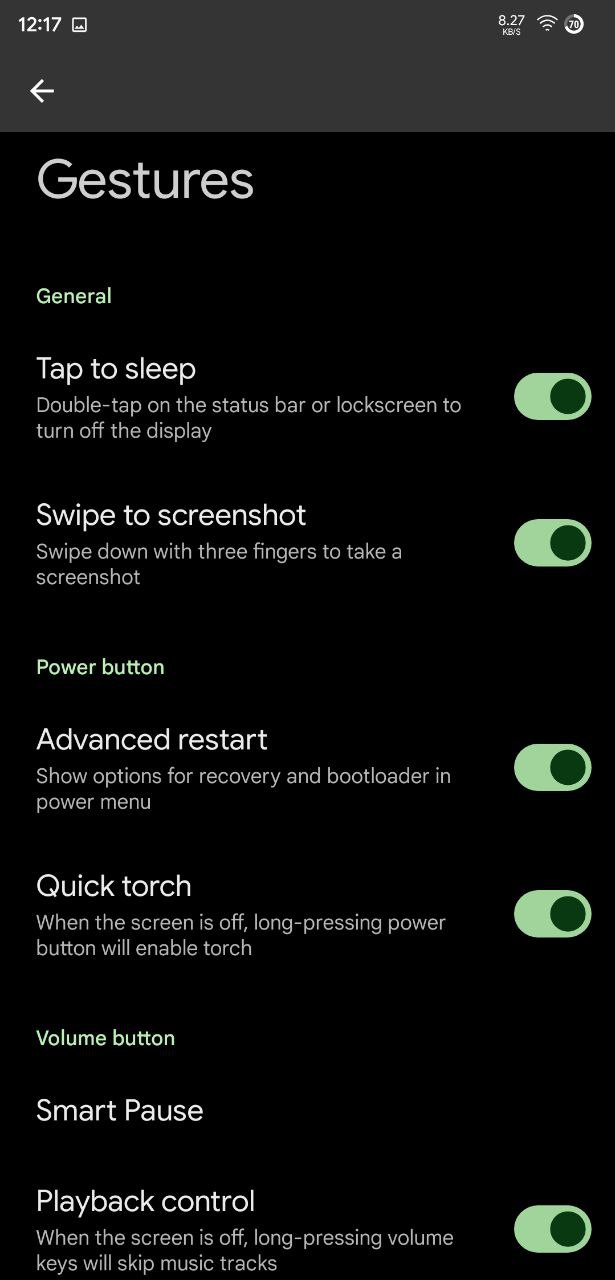 12:17
8.27
KB/S
70
Gestures
General
Tap to sleep
Double-tap on the status bar or lockscreen to
turn off the display
Swipe to screenshot
Swipe down with three fingers to take a
screenshot
Power button
Advanced restart
Show options for recovery and bootloader in
power menu
Quick torch
When the screen is off, long-pressing power
button will enable torch
Volume button
Smart Pause
Playback control
When the screen is off, long-pressing volume
keys will skip music tracks